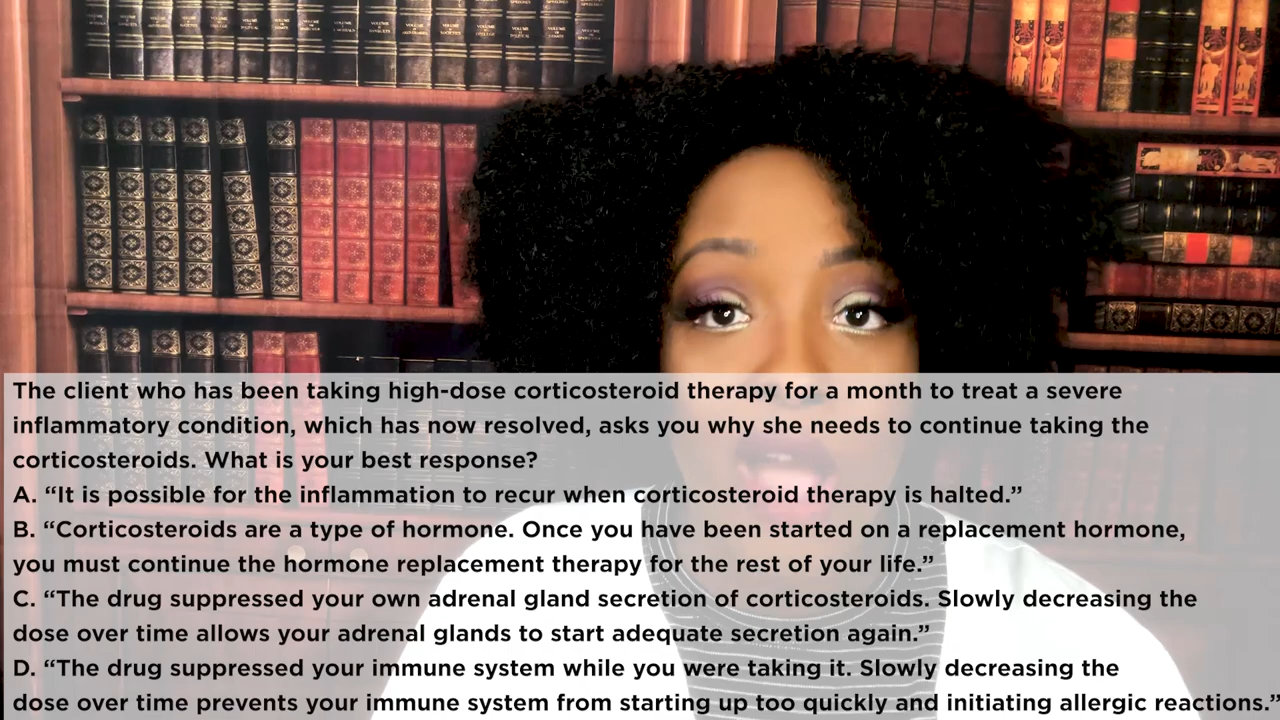 The client who has been taking high-dose corticosteroid therapy for a month to treat a severe
inflammatory condition, which has now resolved, asks you why she needs to continue taking the
corticosteroids. What is your best response?
A. “It is possible for the inflammation to recur when corticosteroid therapy is halted.”
B. “Corticosteroids are a type of hormone. Once you have been started on a replacement hormone,
you must continue the hormone replacement therapy for the rest of your life.”
C. “The drug suppressed your own adrenal gland secretion of corticosteroids. Slowly decreasing the
dose over time allows your adrenal glands to start adequate secretion again.”
D. “The drug suppressed your immune system while you were taking it. Slowly decreasing the
dose over time prevents your immune system from starting up too quickly and initiating allergic reactions.”